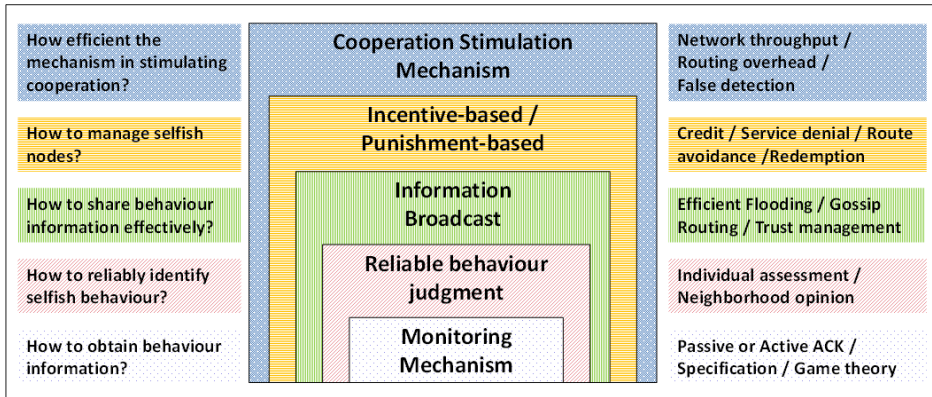 How efficient the
mechanism in stimulating
cooperation?
How to manage selfish
nodes?
How to share behaviour
information effectively?
How to reliably identify
selfish behaviour?
How to obtain behaviour
information?
Cooperation Stimulation
Mechanism
Incentive-based /
Punishment-based
Information
Broadcast
Reliable behaviour
judgment
Monitoring
Mechanism
Network throughput /
Routing overhead /
False detection
Credit / Service denial / Route
avoidance /Redemption
Efficient Flooding / Gossip
Routing / Trust management
Individual assessment /
Neighborhood opinion
Passive or Active ACK /
Specification / Game theory